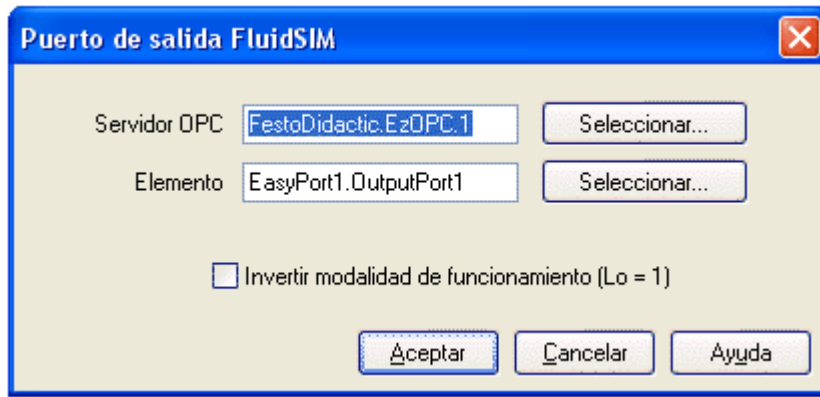 Puerto de salida FluidSIM
Servidor OPC FestoDidactic.EzOPC.1 Seleccionar...
Elemento EasyPort1.OutputPort1 Seleccionar...
Invertir modalidad de funcionamiento (Lo = 1)
Aceptar Cancelar Ayuda